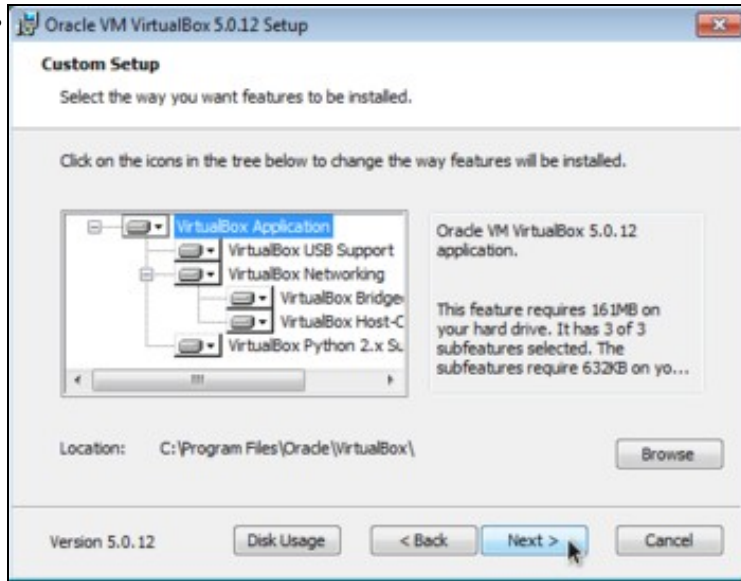 Oracle VM VirtualBox 5.0.12 Setup
Custom Setup
Select the way you want features to be installed.
Click on the icons in the tree below to change the way features will be installed.
VirtualBox Application
VirtualBox USB Support
VirtualBox Networking
VirtualBox Bridge
VirtualBox Host-C
VirtualBox Python 2.x Su
Oracle VM VirtualBox 5.0.12
application.
This feature requires 161MB on
your hard drive. It has 3 of 3
subfeatures selected. The
subfeatures require 632KB on yo...
Location: C:\Program Files\Oracle\VirtualBox\
Browse
Version 5.0.12
Disk Usage
< Back
Next >
Cancel